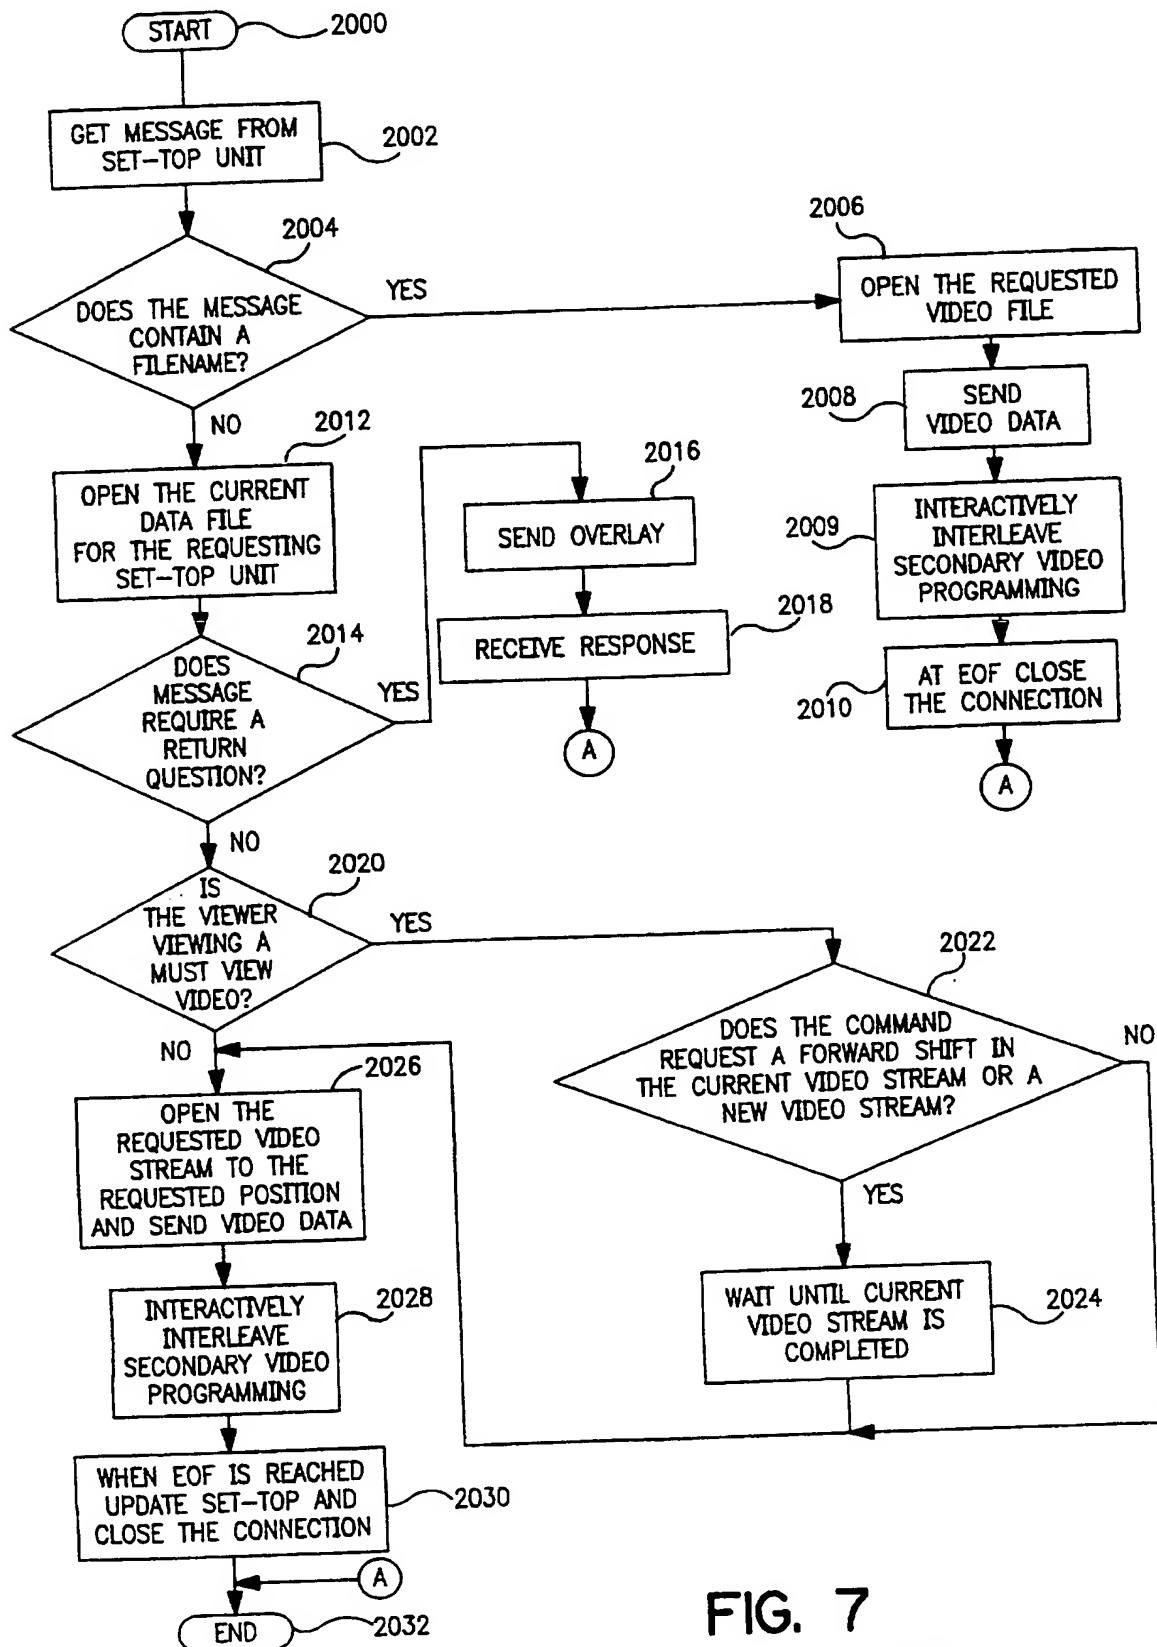 START
2000
GET MESSAGE FROM
SET-TOP UNIT
2002
2004
DOES THE MESSAGE
CONTAIN A
FILENAME?
YES
NO
2006
OPEN THE REQUESTED
VIDEO FILE
2008
SEND
VIDEO DATA
2009
INTERACTIVELY
INTERLEAVE
SECONDARY VIDEO
PROGRAMMING
2010
AT EOF CLOSE
THE CONNECTION
A
2012
OPEN THE CURRENT
DATA FILE
FOR THE REQUESTING
SET-TOP UNIT
2014
DOES
MESSAGE
REQUIRE A
RETURN
QUESTION?
YES
NO
2016
SEND OVERLAY
2018
RECEIVE RESPONSE
A
2020
IS
THE VIEWER
VIEWING A
MUST VIEW
VIDEO?
YES
NO
2022
DOES THE COMMAND
REQUEST A FORWARD SHIFT IN
THE CURRENT VIDEO STREAM OR A
NEW VIDEO STREAM?
NO
YES
WAIT UNTIL CURRENT
VIDEO STREAM IS
COMPLETED
2024
2026
OPEN THE
REQUESTED VIDEO
STREAM TO THE
REQUESTED POSITION
AND SEND VIDEO DATA
2028
INTERACTIVELY
INTERLEAVE
SECONDARY VIDEO
PROGRAMMING
WHEN EOF IS REACHED
UPDATE SET-TOP AND
CLOSE THE CONNECTION
2030
A
END
2032
FIG. 7